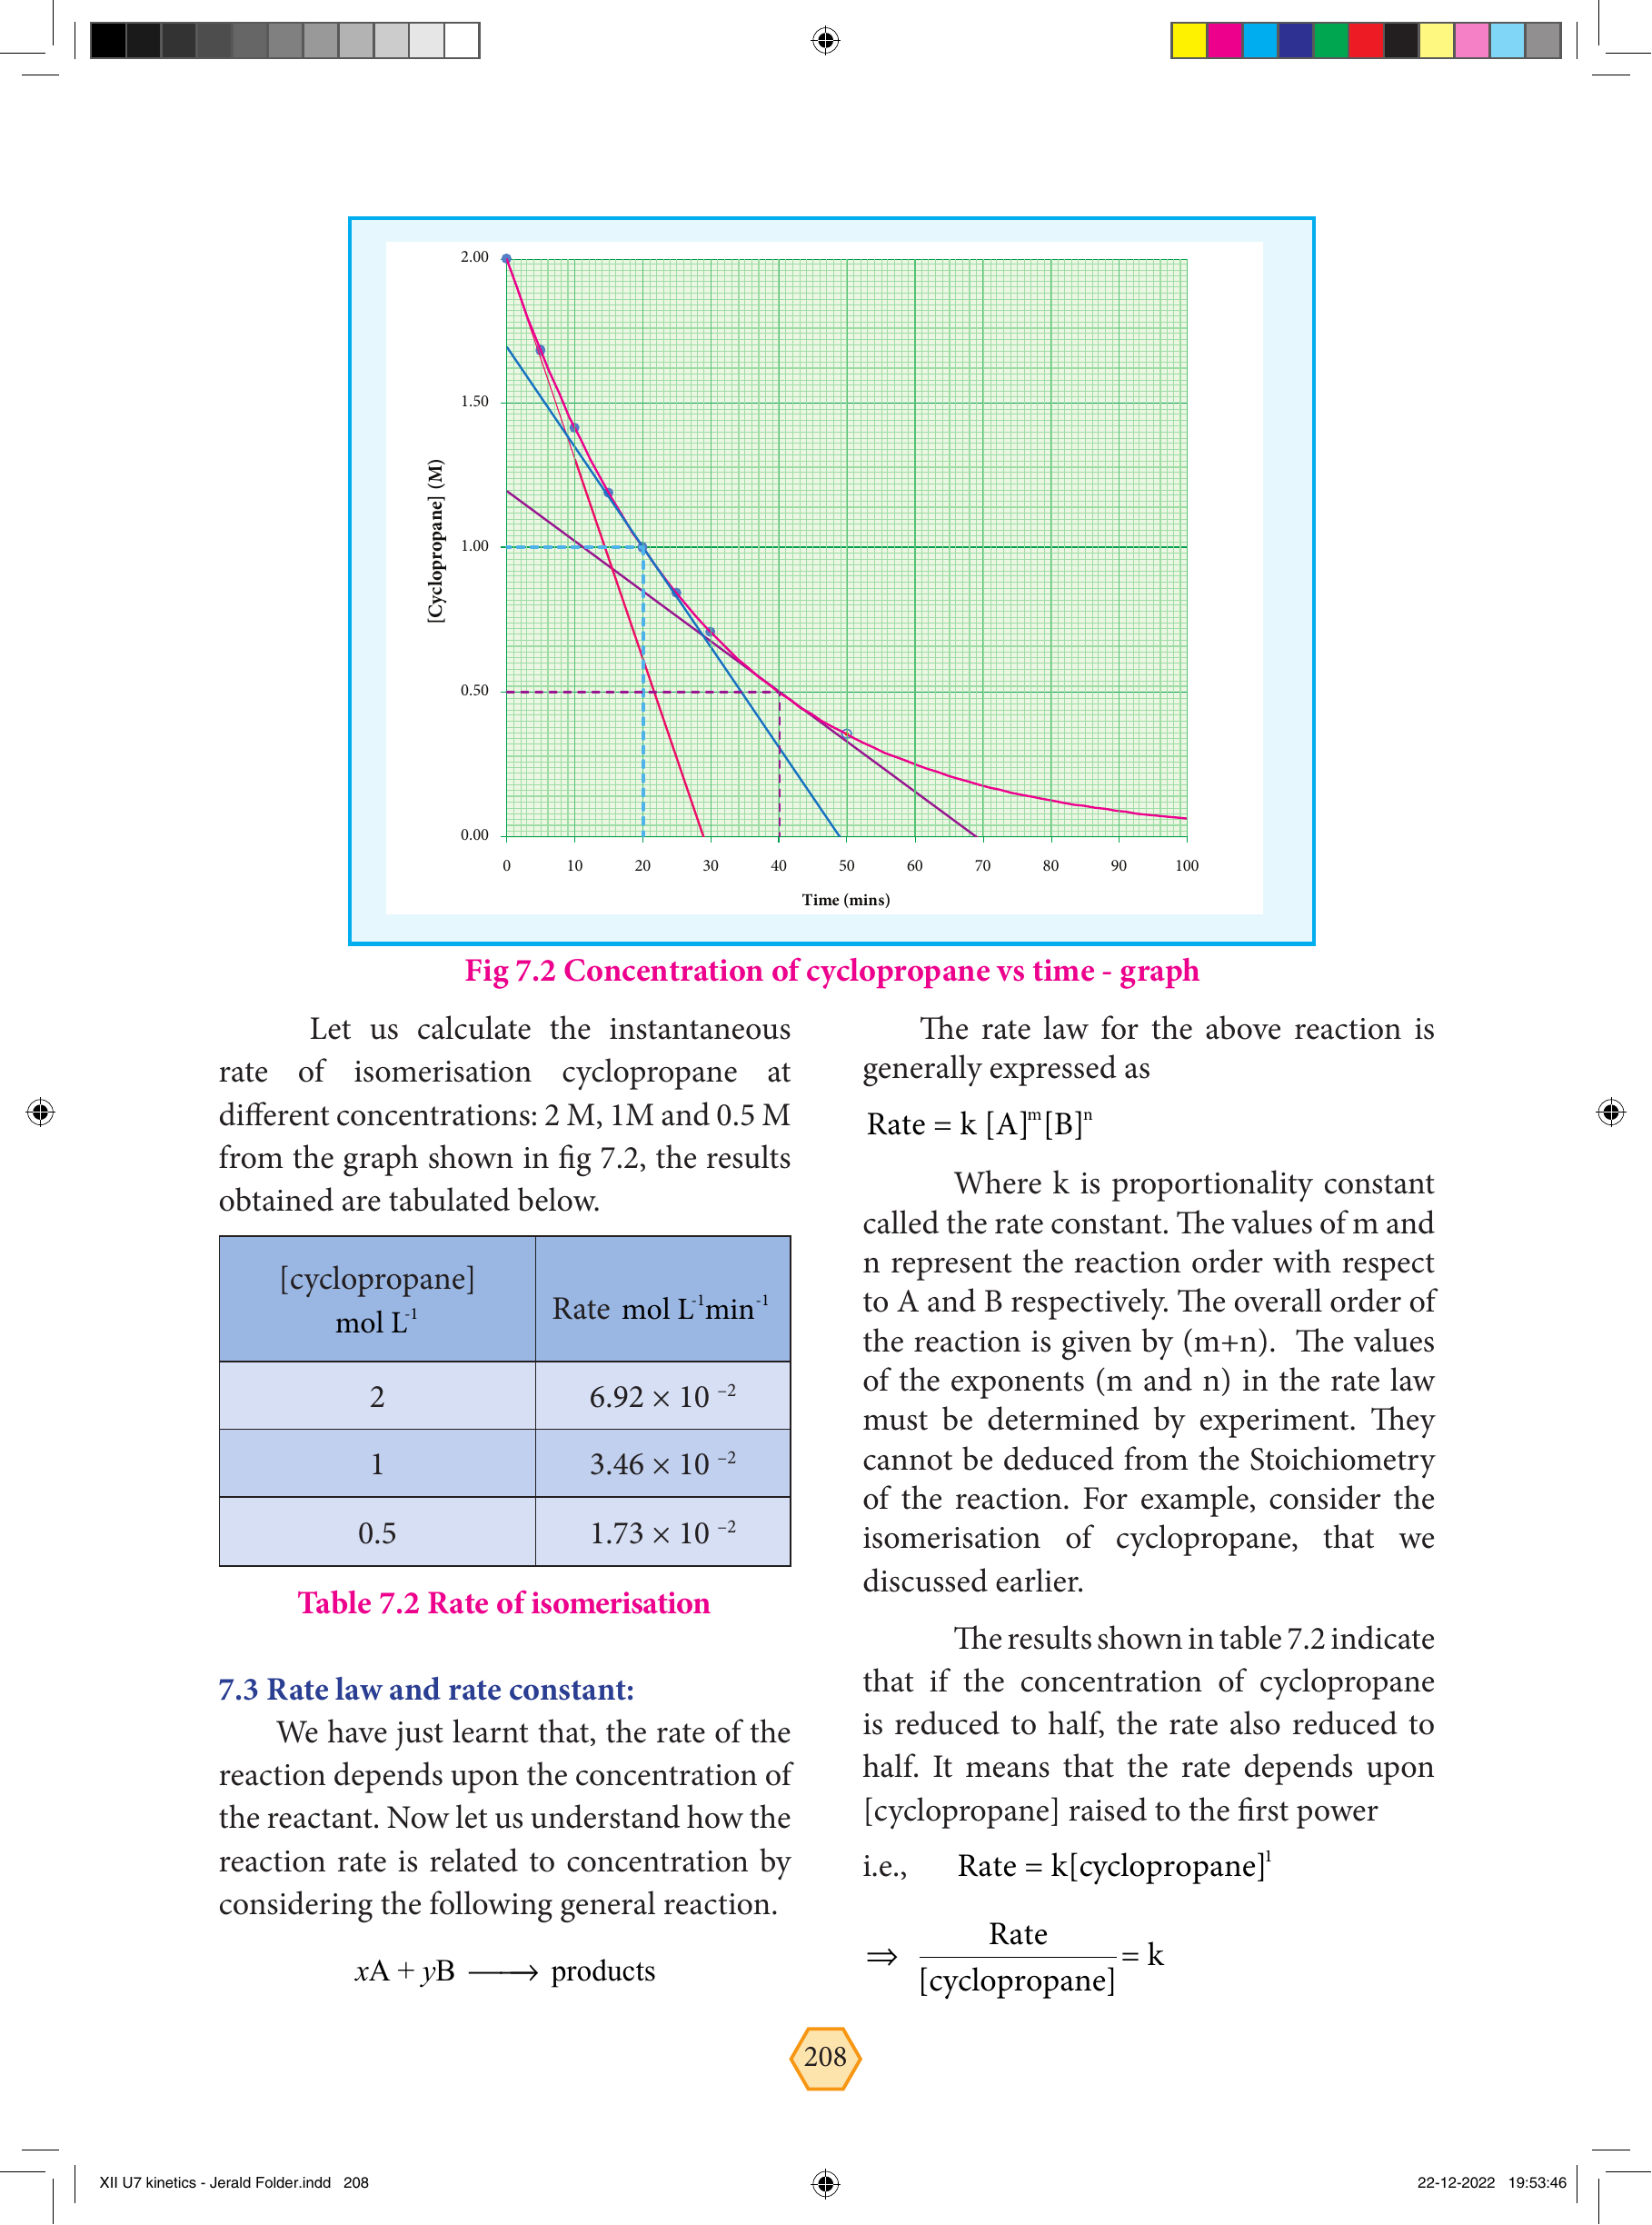 2.00
1.50
1.00
0.50
0.00
[Cyclopropane] (M)
0 10 20 30 40 50 60 70 80 90 100
Time (mins)
Fig 7.2 Concentration of cyclopropane vs time - graph
Let us calculate the instantaneous
rate of isomerisation cyclopropane at
different concentrations: 2 M, 1M and 0.5 M
from the graph shown in fig 7.2, the results
obtained are tabulated below.
[cyclopropane]
mol L⁻¹
Rate mol L⁻¹min⁻¹
2 6.92 × 10 ⁻²
1 3.46 × 10 ⁻²
0.5 1.73 × 10 ⁻²
Table 7.2 Rate of isomerisation
7.3 Rate law and rate constant:
We have just learnt that, the rate of the
reaction depends upon the concentration of
the reactant. Now let us understand how the
reaction rate is related to concentration by
considering the following general reaction.
xA + yB ⟶ products
The rate law for the above reaction is
generally expressed as
Rate = k [A]ᵐ[B]ⁿ
Where k is proportionality constant
called the rate constant. The values of m and
n represent the reaction order with respect
to A and B respectively. The overall order of
the reaction is given by (m+n). The values
of the exponents (m and n) in the rate law
must be determined by experiment. They
cannot be deduced from the Stoichiometry
of the reaction. For example, consider the
isomerisation of cyclopropane, that we
discussed earlier.
The results shown in table 7.2 indicate
that if the concentration of cyclopropane
is reduced to half, the rate also reduced to
half. It means that the rate depends upon
[cyclopropane] raised to the first power
i.e., Rate = k[cyclopropane]¹
⇒ Rate
[cyclopropane] = k
208
XII U7 kinetics - Jerald Folder.indd 208
22-12-2022 19:53:46